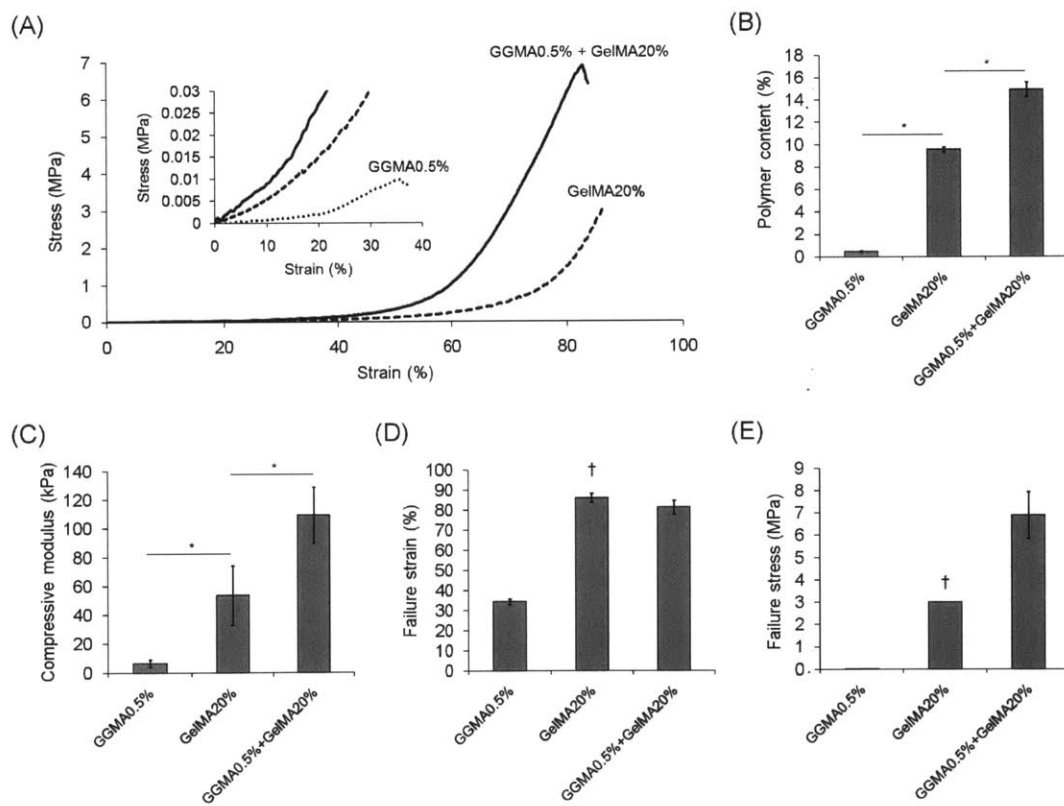 (A)
GGMA0.5% + GelMA20%
GelMA20%
Stress (MPa)
7
6
5
4
3
2
1
0
0 20 40 60 80 100
Strain (%)
GGMA0.5%
Stress (MPa)
0.03
0.025
0.02
0.015
0.01
0.005
0
0 10 20 30 40
Strain (%)
(B)
Polymer content (%)
18
16
14
12
10
8
6
4
2
0
*
*
GGMA0.5%
GelMA20%
GGMA0.5%+GelMA20%
(C)
Compressive modulus (kPa)
140
120
100
80
60
40
20
0
*
*
GGMA0.5%
GelMA20%
GGMA0.5%+GelMA20%
(D)
Failure strain (%)
100
90
80
70
60
50
40
30
20
10
0
†
GGMA0.5%
GelMA20%
GGMA0.5%+GelMA20%
(E)
Failure stress (MPa)
9
8
7
6
5
4
3
2
1
0
†
GGMA0.5%
GelMA20%
GGMA0.5%+GelMA20%